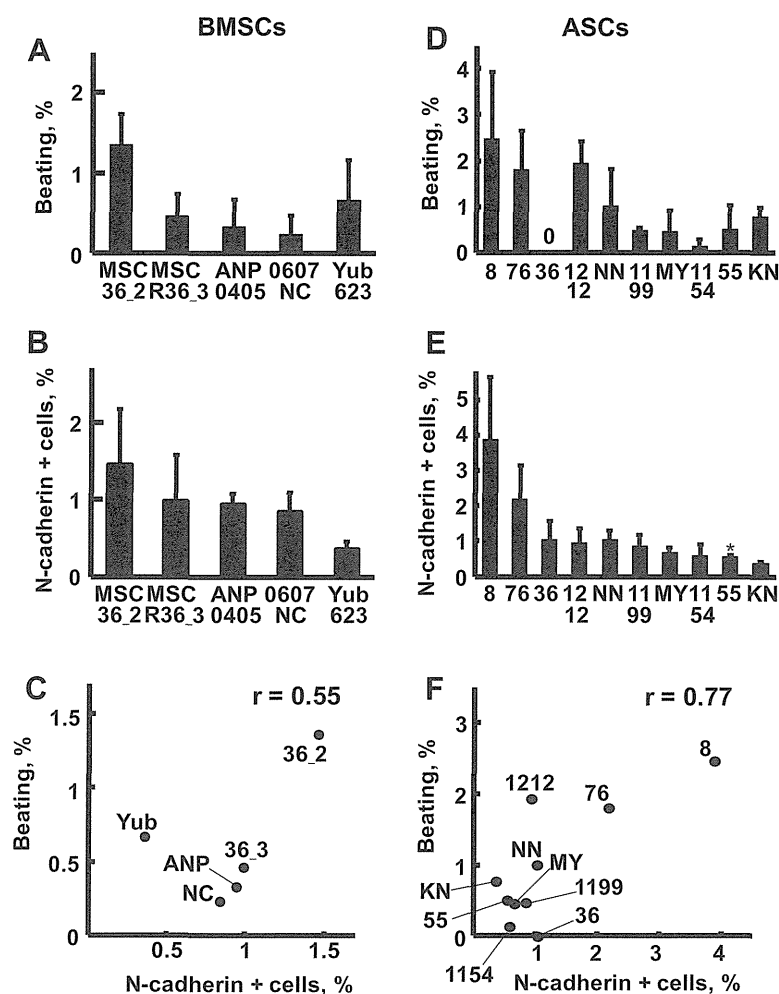 BMSCs
ASCs
A
Beating, %
2
1
0
MSC MSC ANP 0607 Yub
36_2 R36_3 0405 NC 623
D
Beating, %
4
3
2
1
0
0
8 76 36 12 NN 11 MY 11 55 KN
12 99 54
B
N-cadherin + cells, %
2
1
0
MSC MSC ANP 0607 Yub
36_2 R36_3 0405 NC 623
E
N-cadherin + cells, %
5
4
3
2
1
0
*
8 76 36 12 NN 11 MY 11 55 KN
12 99 54
C
r = 0.55
Beating, %
1.5
1
0.5
0
36_2
Yub
36_3
ANP
NC
0.5 1 1.5
N-cadherin + cells, %
F
r = 0.77
Beating, %
3
2
1
0
8
1212
76
NN
MY
KN
1199
55
36
1154
1 2 3 4
N-cadherin + cells, %